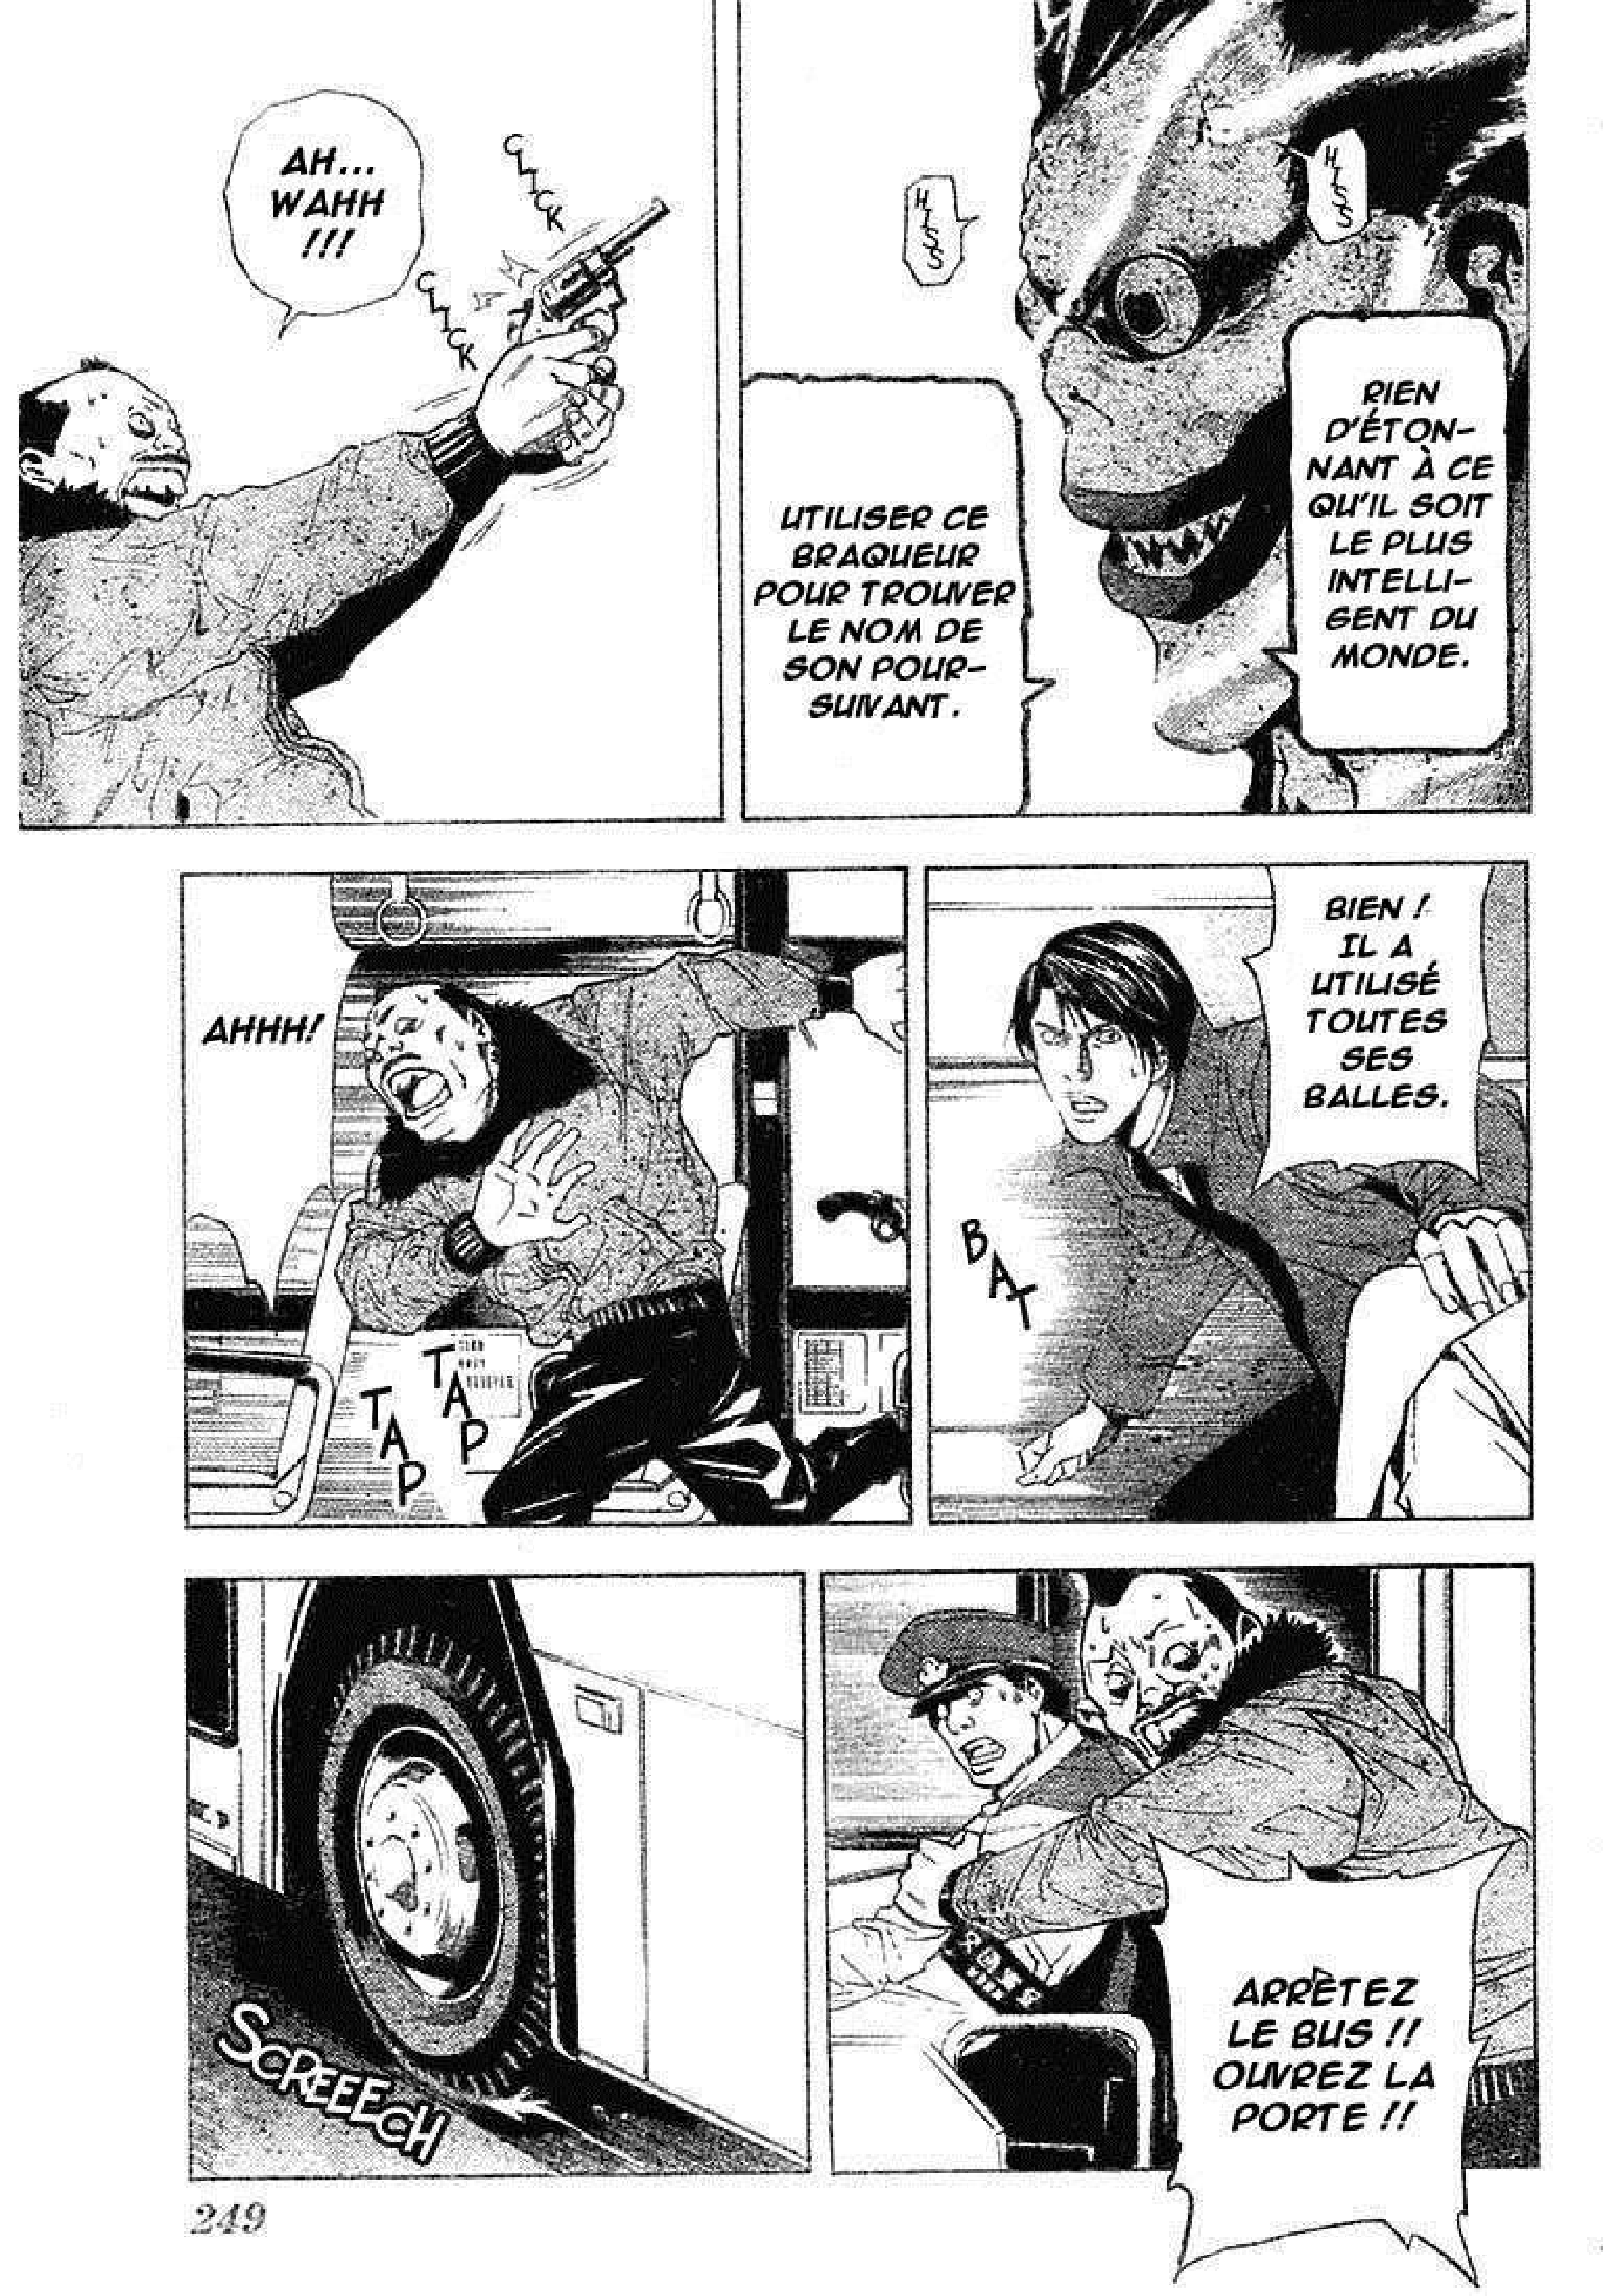 HISS
RIEN
D'ÉTON-
NANT À CE
QU'IL SOIT
LE PLUS
INTELLI-
GENT DU
MONDE.
HISS
UTILISER CE
BRAQUEUR
POUR TROUVER
LE NOM DE
SON POUR-
SUIVANT.
CLICK
CLICK
AH...
WAHH
!!!
BIEN !
IL A
UTILISÉ
TOUTES
SES
BALLES.
BAT
AHHH!
TAP
TAP
ARRÊTEZ
LE BUS !!
OUVREZ LA
PORTE !!
SCREEECH
249